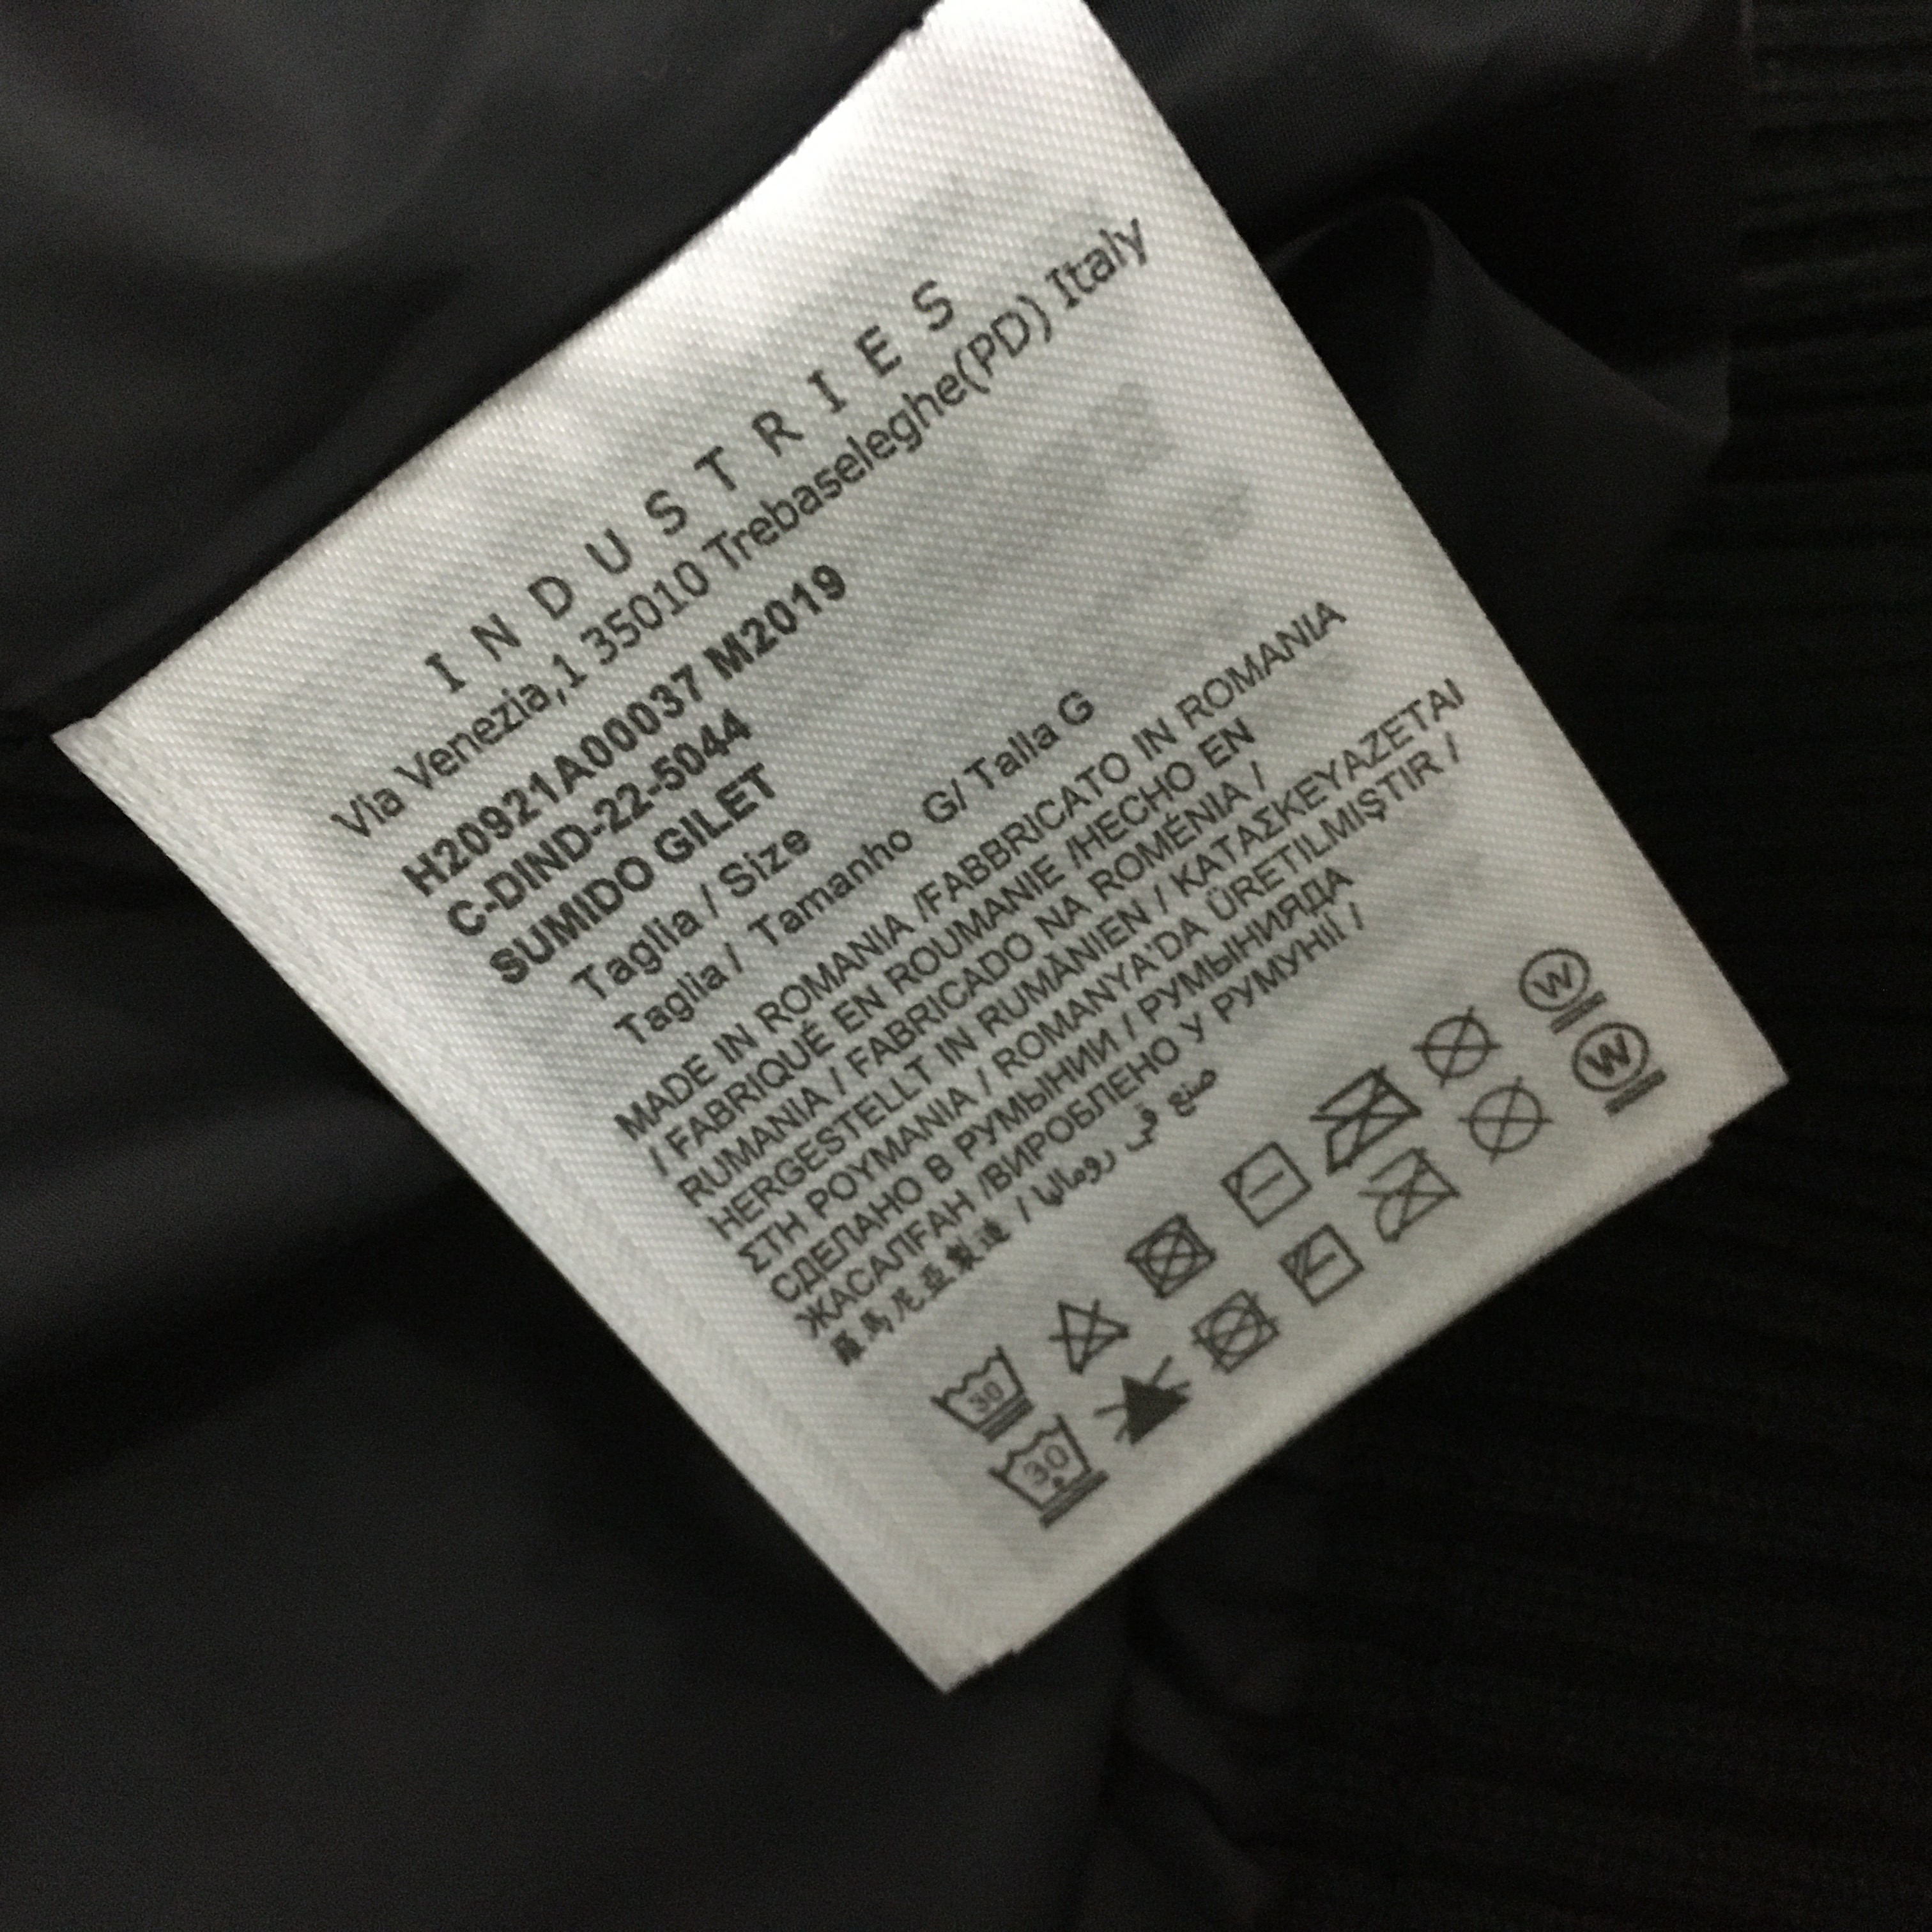 INDUSTRIES
Via Venezia,1 35010 Trebaseleghe(PD) Italy
H20921A00037 M2019
C-DIND-22-5044
SUMIDO GILET
Taglia / Size
Taglia / Tamanho G/ Talla G
MADE IN ROMANIA /FABBRICATO IN ROMANIA
/ FABRIQUÉ EN ROUMANIE /HECHO EN
RUMANIA / FABRICADO NA ROMÉNIA /
HERGESTELLT IN RUMÄNIEN / ΚΑΤΑΣΚΕΥΑΖΕΤΑΙ
ΣΤΗ ΡΟΥΜΑΝΙΑ / ROMANYA'DA ÜRETILMIŞTIR /
СДЕЛАНО В РУМЫНИИ / РУМЫНИЯДА
ЖАСАЛҒАН /ВИРОБЛЕНО У РУМУНІЇ /
羅馬尼亞製造 / صنع في رومانيا
30
30
W
W